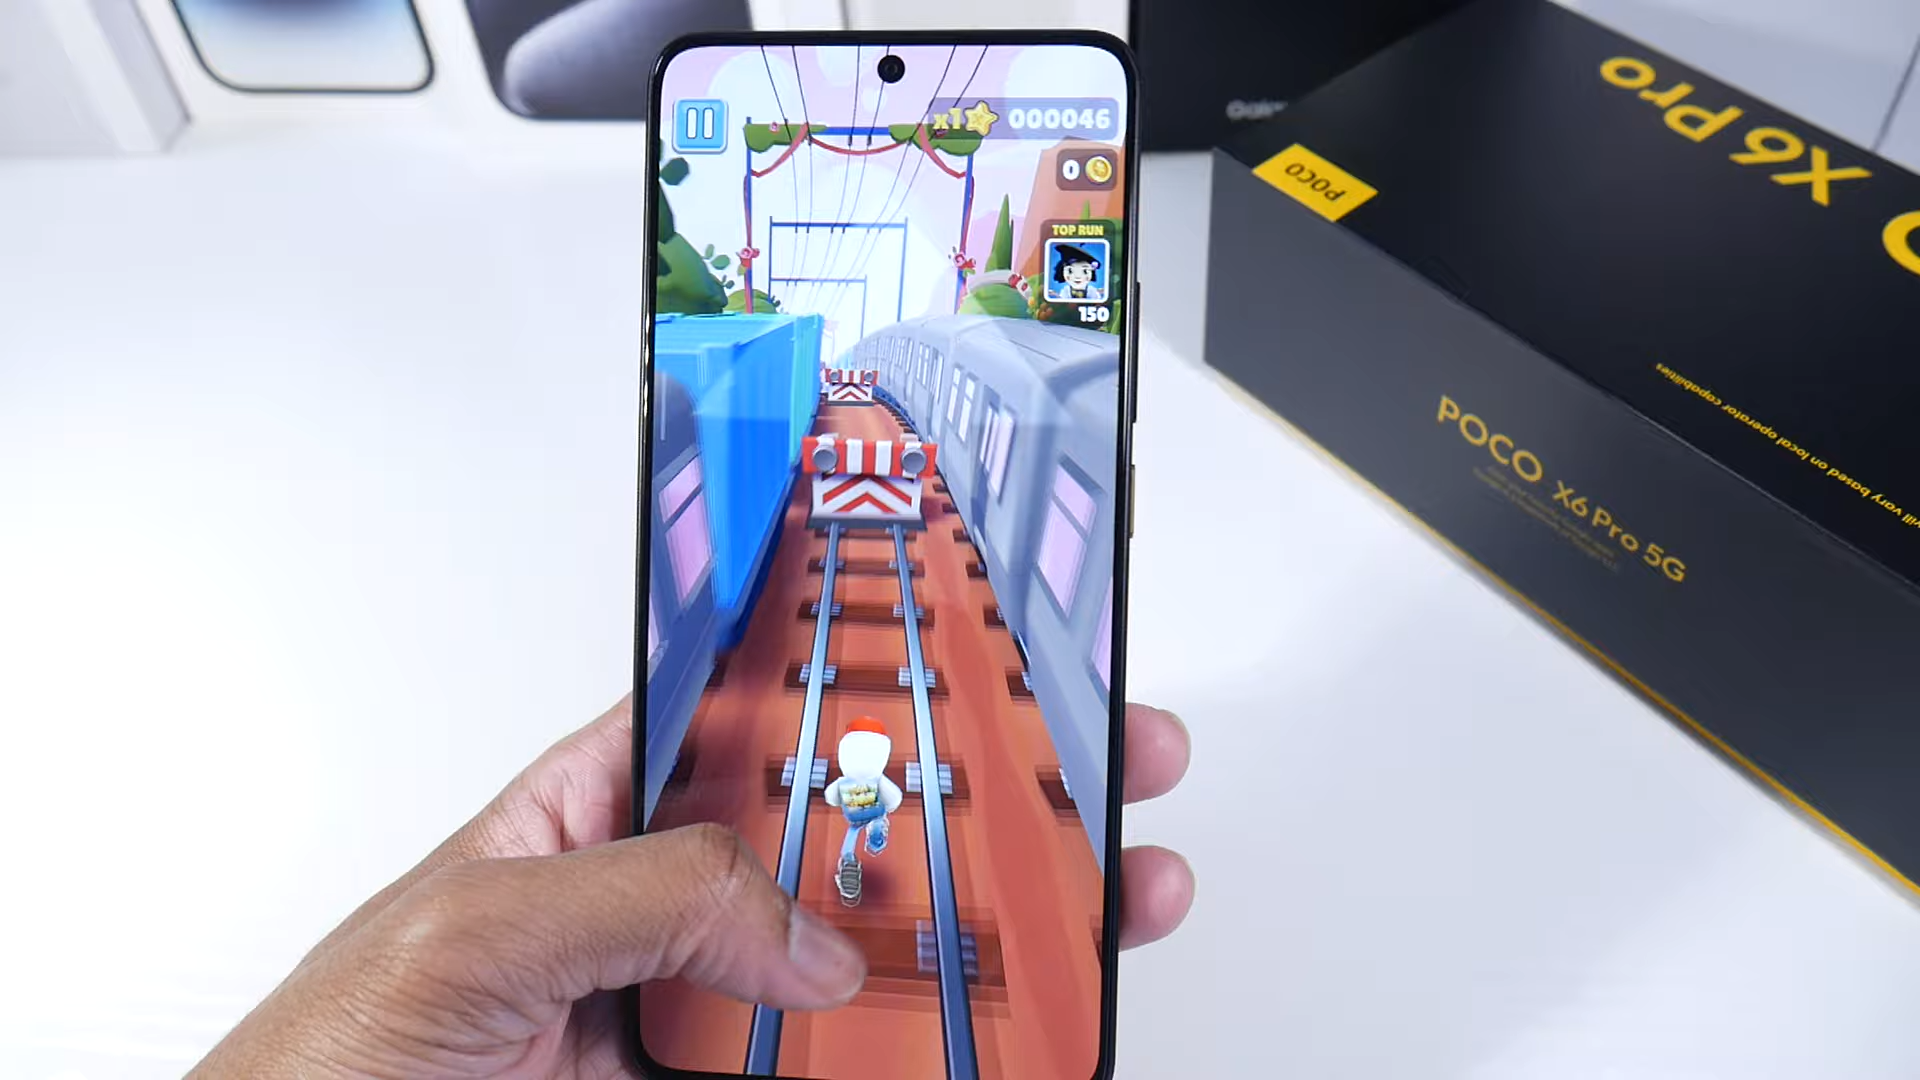 x1 000046
0
TOP RUN
150
POCO
X6 Pro
will vary based on local operator capabilities
POCO X6 Pro 5G